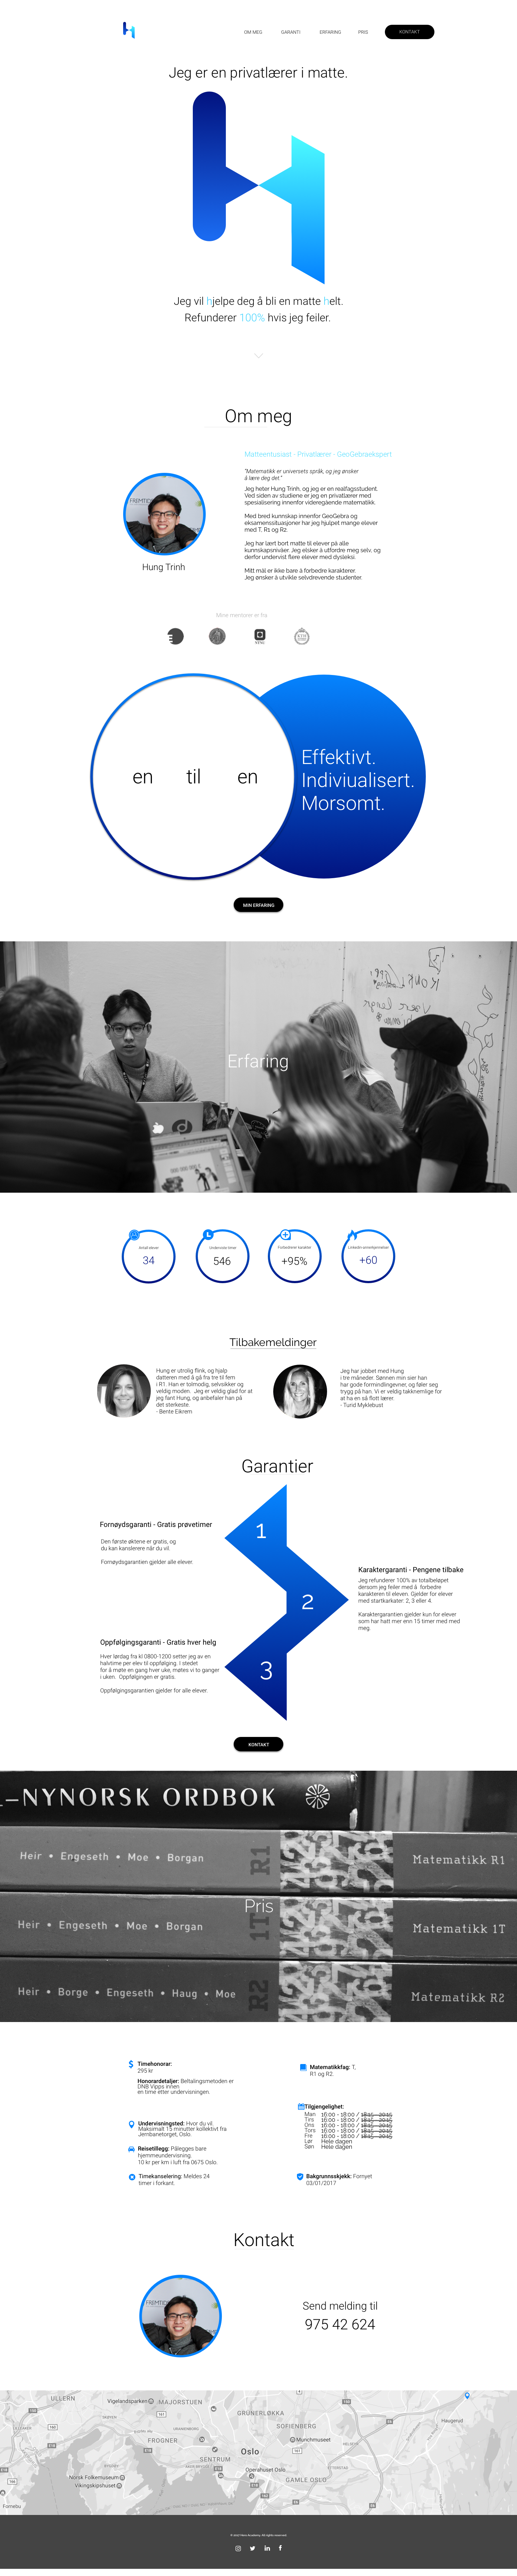 OM MEG GARANTI ERFARING PRIS KONTAKT
Jeg er en privatlærer i matte.
Jeg vil hjelpe deg å bli en matte helt.
Refunderer 100% hvis jeg feiler.
Om meg
Matteentusiast - Privatlærer - GeoGebraekspert
"Matematikk er universets språk, og jeg ønsker
å lære deg det."
Jeg heter Hung Trinh, og jeg er en realfagsstudent.
Ved siden av studiene er jeg en privatlærer med
spesialisering innenfor videregående matematikk.
Med bred kunnskap innenfor GeoGebra og
eksamenssituasjoner har jeg hjulpet mange elever
med T, R1 og R2.
Jeg har lært bort matte til elever på alle
kunnskapsnivåer. Jeg elsker å utfordre meg selv, og
derfor undervist flere elever med dysleksi.
Mitt mål er ikke bare å forbedre karakterer.
Jeg ønsker å utvikle selvdrevende studenter.
Hung Trinh
Mine mentorer er fra
en til en
Effektivt.
Indiviualisert.
Morsomt.
MIN ERFARING
Erfaring
Antall elever
34
Underviste timer
546
Forbedrerer karakter
+95%
Linkedin-annerkjennelser
+60
Tilbakemeldinger
Hung er utrolig flink, og hjalp
datteren med å gå fra tre til fem
i R1. Han er tolmodig, selvsikker og
veldig moden. Jeg er veldig glad for at
jeg fant Hung, og anbefaler han på
det sterkeste.
- Bente Eikrem
Jeg har jobbet med Hung
i tre måneder. Sønnen min sier han
har gode formindlingevner, og føler seg
trygg på han. Vi er veldig takknemlige for
at ha en så flott lærer.
- Turid Myklebust
Garantier
1
Fornøydsgaranti - Gratis prøvetimer
Den første øktene er gratis, og
du kan kanslerere når du vil.
Fornøydsgarantien gjelder alle elever.
2
Karaktergaranti - Pengene tilbake
Jeg refunderer 100% av totalbeløpet
dersom jeg feiler med å forbedre
karakteren til eleven. Gjelder for elever
med startkarkater: 2, 3 eller 4.
Karaktergarantien gjelder kun for elever
som har hatt mer enn 15 timer med med
meg.
3
Oppfølgingsgaranti - Gratis hver helg
Hver lørdag fra kl 0800-1200 setter jeg av en
halvtime per elev til oppfølging. I stedet
for å møte en gang hver uke, møtes vi to ganger
i uken. Oppfølgingen er gratis.
Oppfølgingsgarantien gjelder for alle elever.
KONTAKT
–NYNORSK ORDBOK
Heir • Engeseth • Moe • Borgan R1 Matematikk R1
Heir • Engeseth • Moe • Borgan 1T Matematikk 1T
Heir • Borge • Engeseth • Haug • Moe R2 Matematikk R2
Pris
Timehonorar:
295 kr
Honorardetaljer: Betalingsmetoden er
DNB Vipps innen
en time etter undervisningen.
Undervisningsted: Hvor du vil.
Maksimalt 15 minutter kollektivt fra
Jernbanetorget, Oslo.
Reisetillegg: Pålegges bare
hjemmeundervisning.
10 kr per km i luft fra 0675 Oslo.
Timekanselering: Meldes 24
timer i forkant.
Matematikkfag: T,
R1 og R2.
Tilgjengelighet:
Man 16:00 - 18:00 / 18:15 - 20:15
Tirs 16:00 - 18:00 / 18:15 - 20:15
Ons 16:00 - 18:00 / 18:15 - 20:15
Tors 16:00 - 18:00 / 18:15 - 20:15
Fre 16:00 - 18:00 / 18:15 - 20:15
Lør Hele dagen
Søn Hele dagen
Bakgrunnsskjekk: Fornyet
03/01/2017
Kontakt
Send melding til
975 42 624
ULLERN
Vigelandsparken
MAJORSTUEN
GRÜNERLØKKA
SOFIENBERG
Haugerud
FROGNER
Munchmuseet
Oslo
SENTRUM
Operahuset Oslo
Norsk Folkemuseum
Vikingskipshuset
GAMLE OSLO
Fornebu